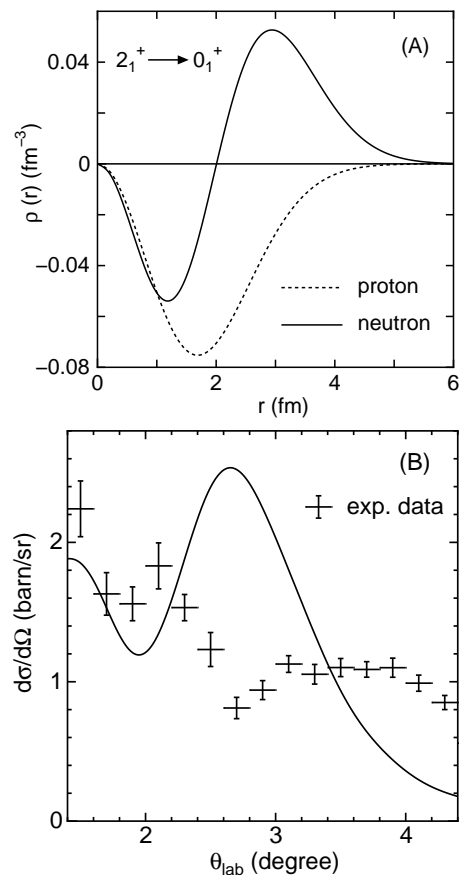 (A)
2₁⁺ → 0₁⁺
ρ (r) (fm⁻³)
0.04
0
−0.04
−0.08
proton
neutron
0 2 4 6
r (fm)
(B)
exp. data
dσ/dΩ (barn/sr)
2
1
0
2 3 4
θlab (degree)